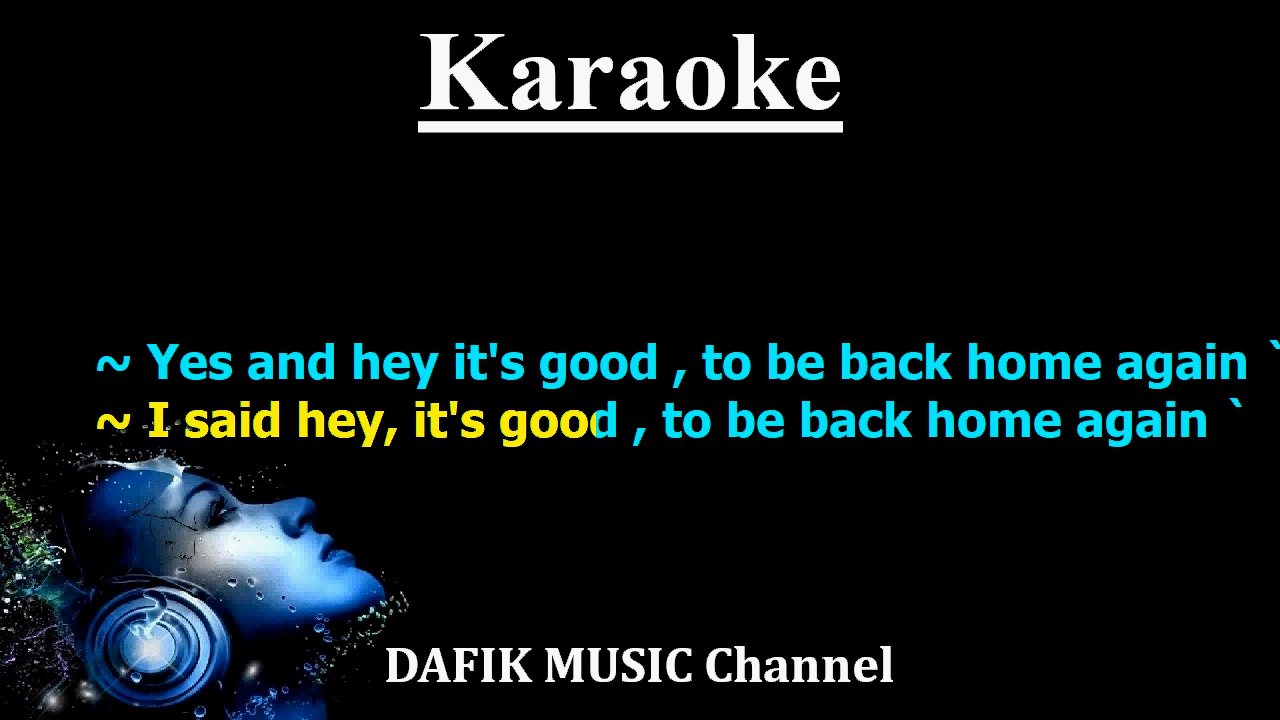 Karaoke
~ Yes and hey it's good , to be back home again `
~ I said hey, it's good , to be back home again `
DAFIK MUSIC Channel